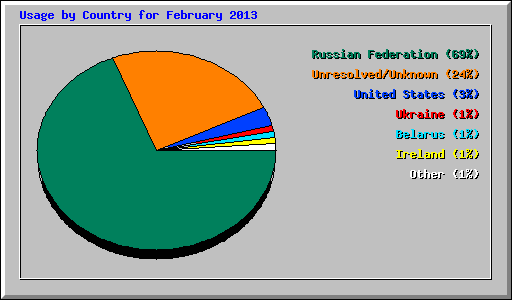 Usage by Country for February 2013
Russian Federation (69%)
Unresolved/Unknown (24%)
United States (3%)
Ukraine (1%)
Belarus (1%)
Ireland (1%)
Other (1%)